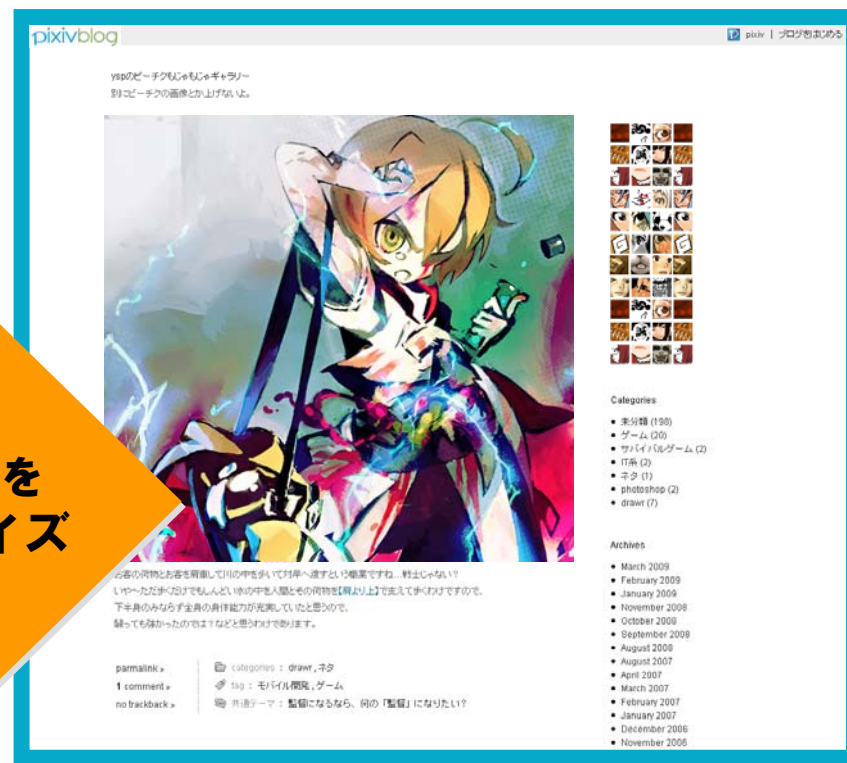 pixivblog
pixiv | ブログをはじめる
yspのピーチクもじゃもじゃギャラリー
別にピーチクの画像とか上げないよ。
を
イズ
お客の荷物とお客を肩車して川の中を歩いて対岸へ渡すという職業ですね…戦士じゃない?
いや~ただ歩くだけでもしんどい水の中を人間とその荷物を【肩より上】で支えて歩くわけですので、
下半身のみならず全身の身体能力が充実していたと思うので、
闘っても強かったのでは?などと思うわけであります。
parmalink »
categories : drawr , ネタ
1 comment »
tag : モバイル開発 , ゲーム
no trackback »
共通テーマ : 監督になるなら、何の「監督」になりたい?
Categories
未分類 (198)
ゲーム (20)
サバイバルゲーム (2)
IT系 (2)
ネタ (1)
photoshop (2)
drawr (7)
Archives
March 2009
February 2009
January 2009
November 2008
October 2008
September 2008
August 2008
August 2007
April 2007
March 2007
February 2007
January 2007
December 2006
November 2006